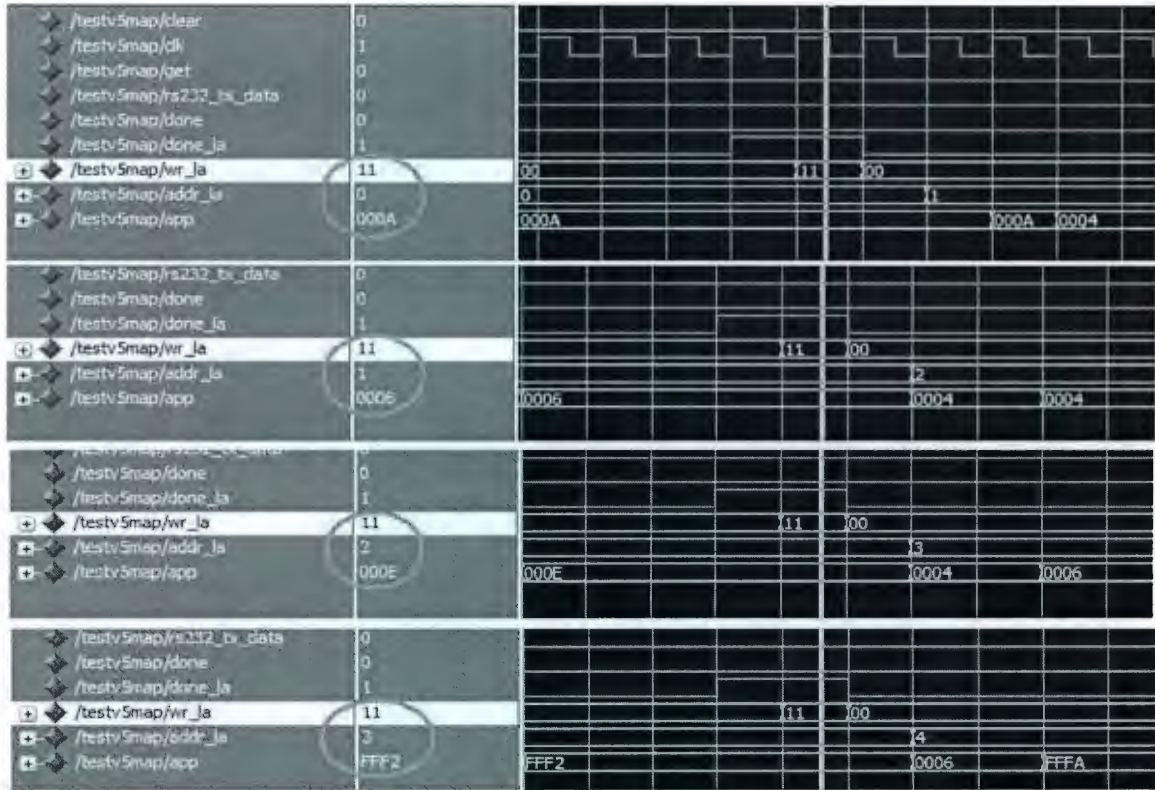 /testv5map/clear 0
/testv5map/clk 1
/testv5map/get 0
/testv5map/rs232_tx_data 0
/testv5map/done 0
/testv5map/done_la 1
/testv5map/wr_la 11 00 11 00
/testv5map/addr_la 0 0 1
/testv5map/app 000A 000A 000A 0004
/testv5map/rs232_tx_data 0
/testv5map/done 0
/testv5map/done_la 1
/testv5map/wr_la 11 11 00
/testv5map/addr_la 1 2
/testv5map/app 0006 0006 0004 0004
/testv5map/rs232_tx_data 0
/testv5map/done 0
/testv5map/done_la 1
/testv5map/wr_la 11 11 00
/testv5map/addr_la 2 3
/testv5map/app 000E 000E 0004 0006
/testv5map/rs232_tx_data 0
/testv5map/done 0
/testv5map/done_la 1
/testv5map/wr_la 11 11 00
/testv5map/addr_la 3 4
/testv5map/app FFF2 FFF2 0006 FFFA